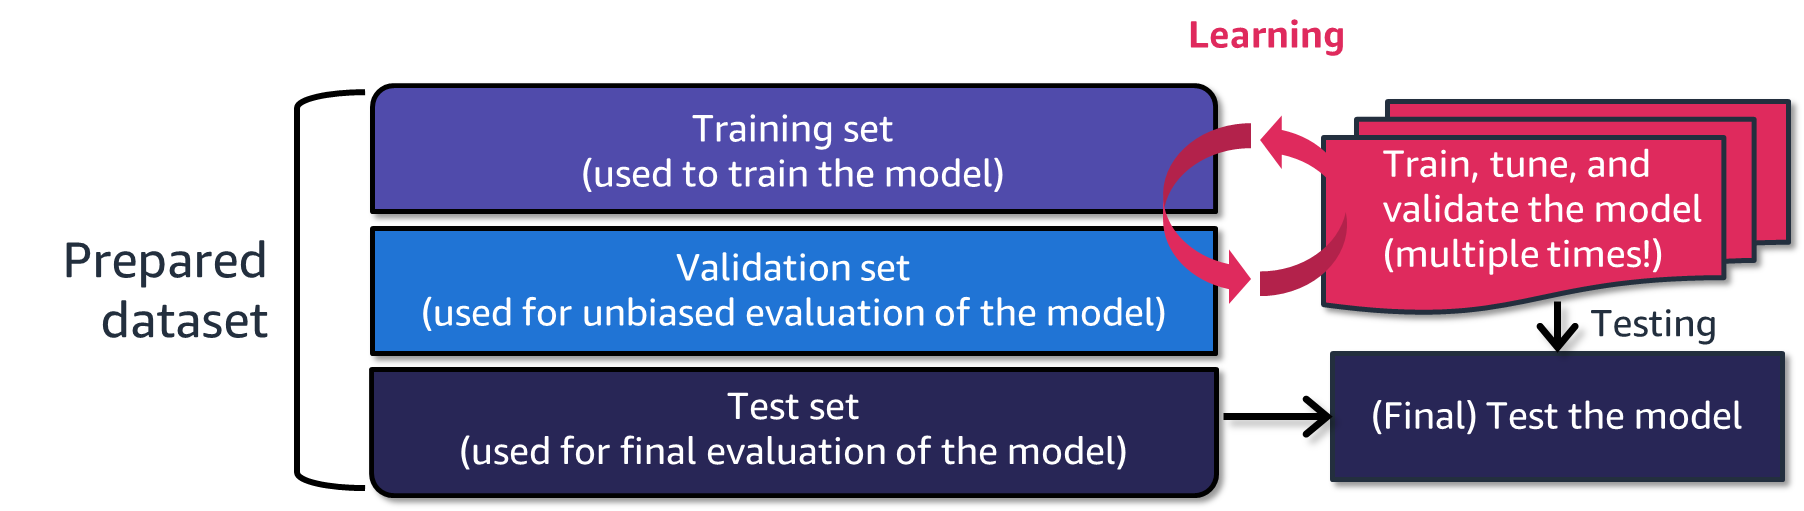 Learning
Training set
(used to train the model)
Train, tune, and
validate the model
(multiple times!)
Prepared
dataset
Validation set
(used for unbiased evaluation of the model)
Testing
Test set
(used for final evaluation of the model)
(Final) Test the model